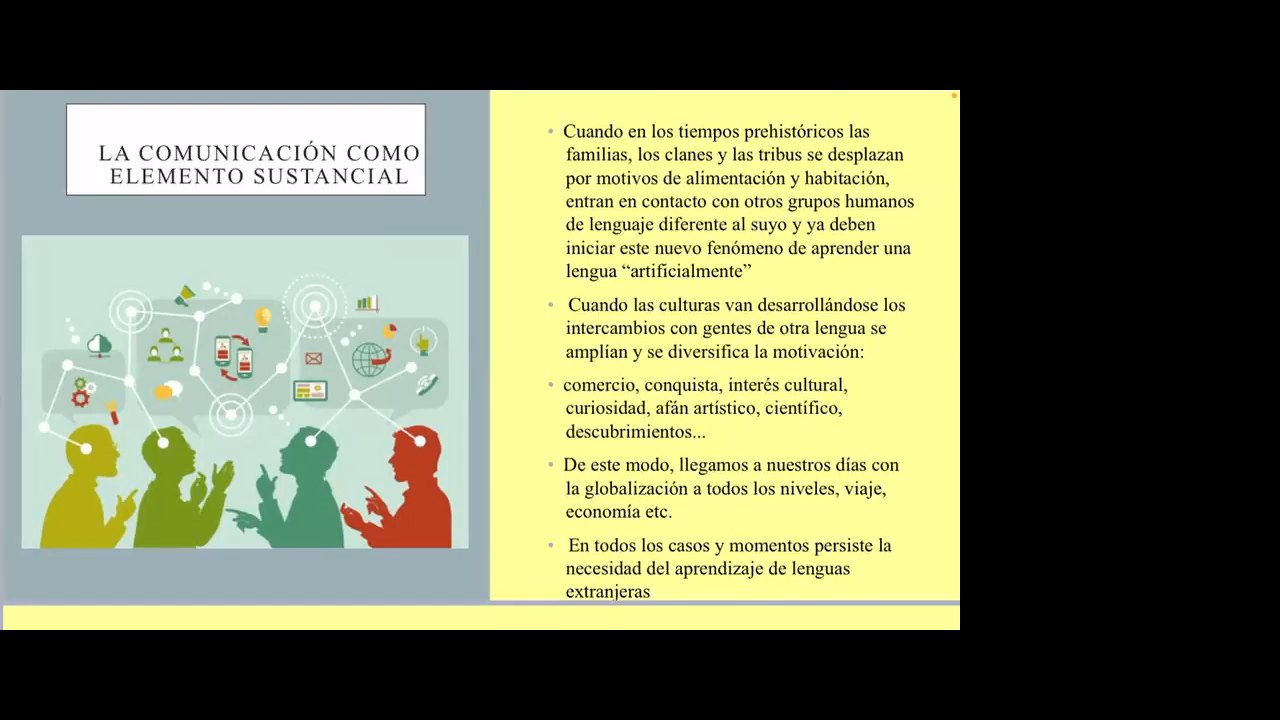 LA COMUNICACIÓN COMO
ELEMENTO SUSTANCIAL
• Cuando en los tiempos prehistóricos las
familias, los clanes y las tribus se desplazan
por motivos de alimentación y habitación,
entran en contacto con otros grupos humanos
de lenguaje diferente al suyo y ya deben
iniciar este nuevo fenómeno de aprender una
lengua “artificialmente”
• Cuando las culturas van desarrollándose los
intercambios con gentes de otra lengua se
amplían y se diversifica la motivación:
• comercio, conquista, interés cultural,
curiosidad, afán artístico, científico,
descubrimientos...
• De este modo, llegamos a nuestros días con
la globalización a todos los niveles, viaje,
economía etc.
• En todos los casos y momentos persiste la
necesidad del aprendizaje de lenguas
extranjeras